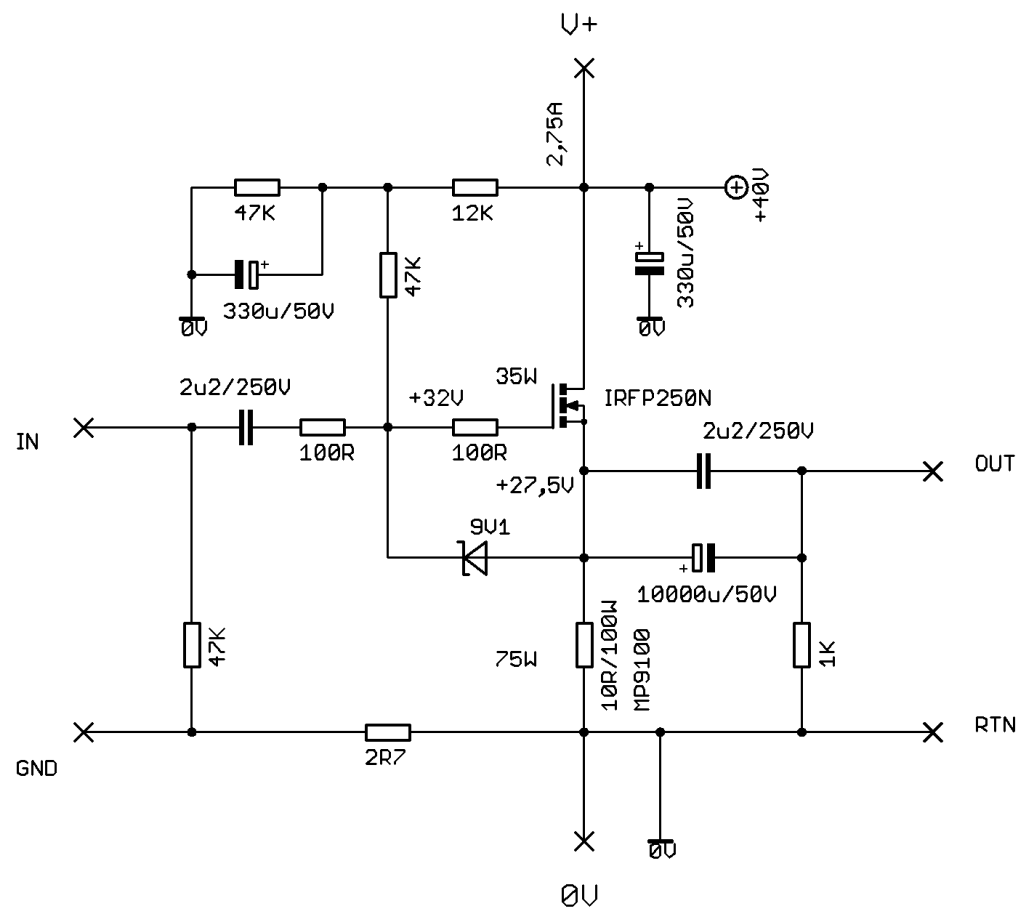 V+
2,75A
+40V
47K
12K
330u/50V
47K
330u/50V
0V
0V
2u2/250V
35W
+32V
IRFP250N
IN
100R
100R
2u2/250V
OUT
+27,5V
9V1
10000u/50V
47K
75W
10R/100W
MP9100
1K
RTN
GND
2R7
0V
0V